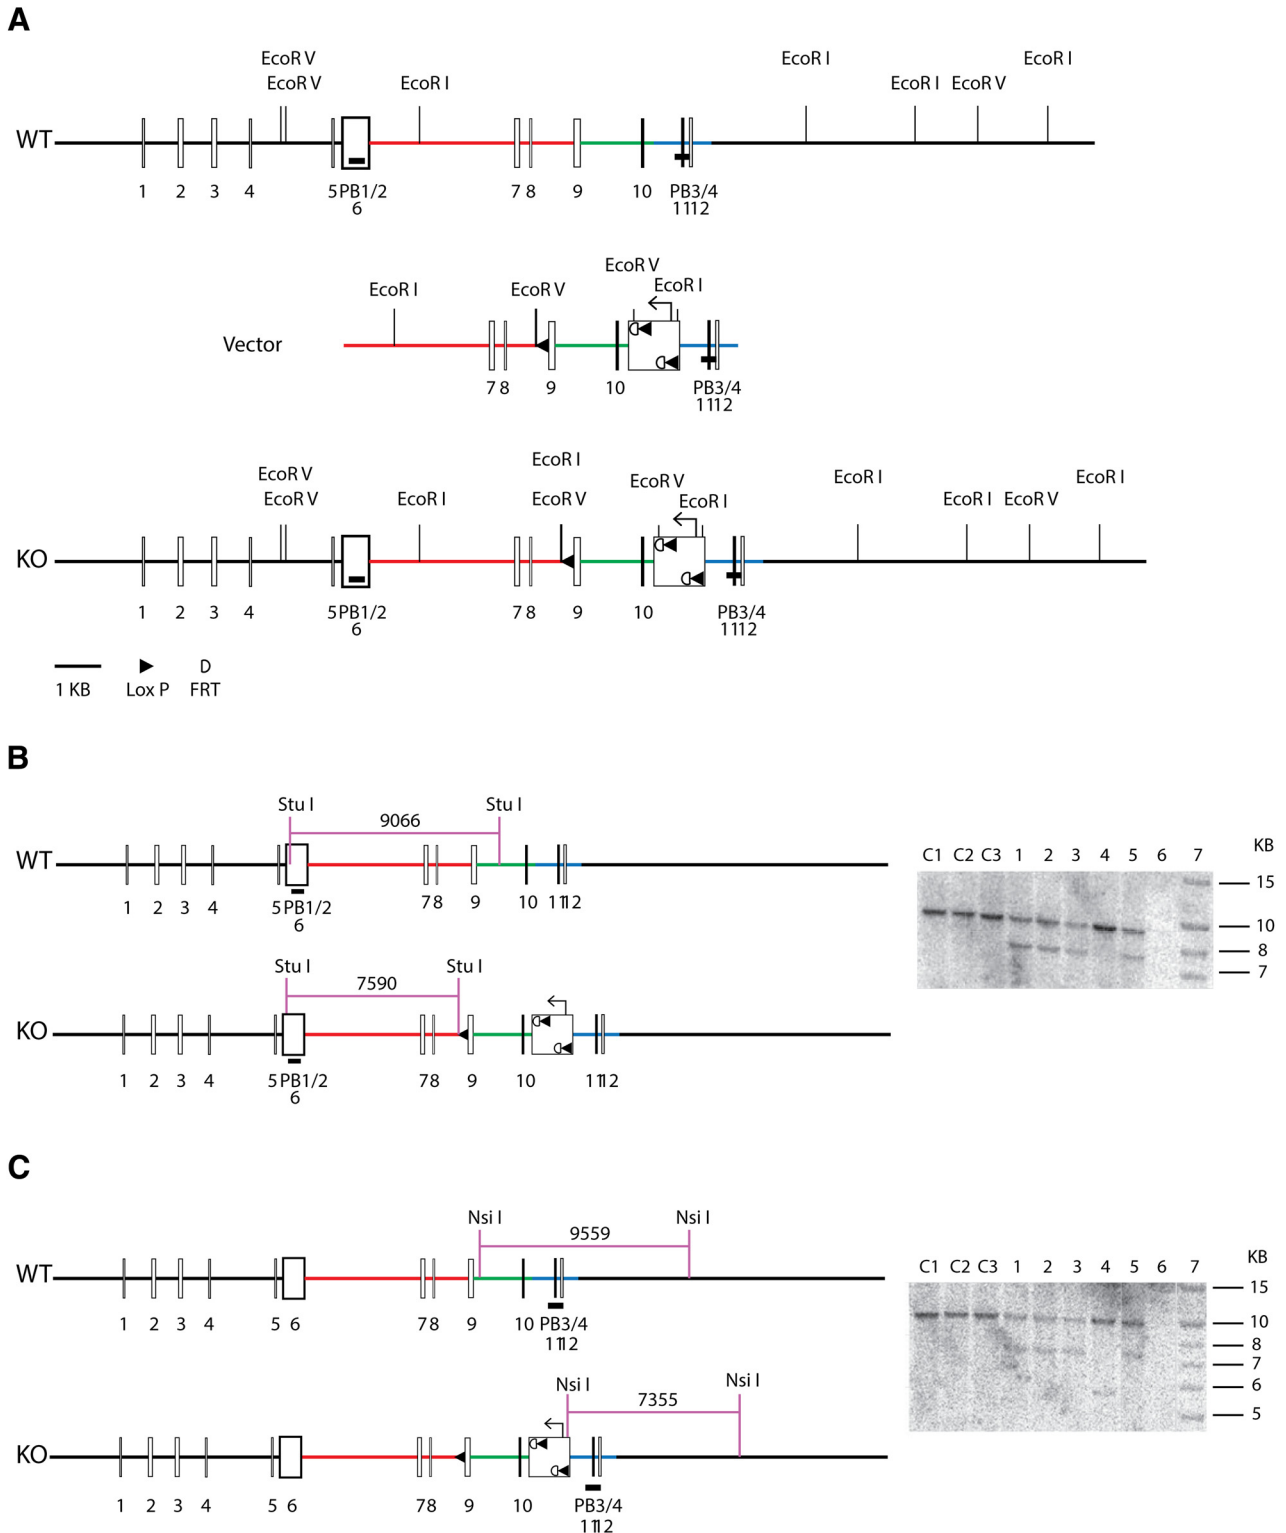 A
EcoR V
EcoR I
EcoR I
EcoR V
EcoR I
EcoR I
EcoR V
WT
1 2 3 4 5 PB1/2 7 8 9 10 PB3/4
6 11 12
EcoR V
EcoR I
EcoR I
EcoR V
Vector
7 8 9 10 PB3/4
11 12
EcoR I
EcoR V
EcoR V
EcoR I
EcoR I
EcoR V
EcoR I
EcoR V
EcoR I
EcoR I
EcoR V
KO
1 2 3 4 5 PB1/2 7 8 9 10 PB3/4
6 11 12
1 KB Lox P FRT
B
Stu I Stu I
9066
WT
1 2 3 4 5 PB1/2 7 8 9 10 11 12
6
Stu I Stu I
7590
KO
1 2 3 4 5 PB1/2 7 8 9 10 11 12
6
KB
C1 C2 C3 1 2 3 4 5 6 7
15
10
8
7
C
Nsi I Nsi I
9559
WT
1 2 3 4 5 6 7 8 9 10 PB3/4
11 12
Nsi I Nsi I
7355
KO
1 2 3 4 5 6 7 8 9 10 PB3/4
11 12
KB
C1 C2 C3 1 2 3 4 5 6 7
15
10
8
7
6
5